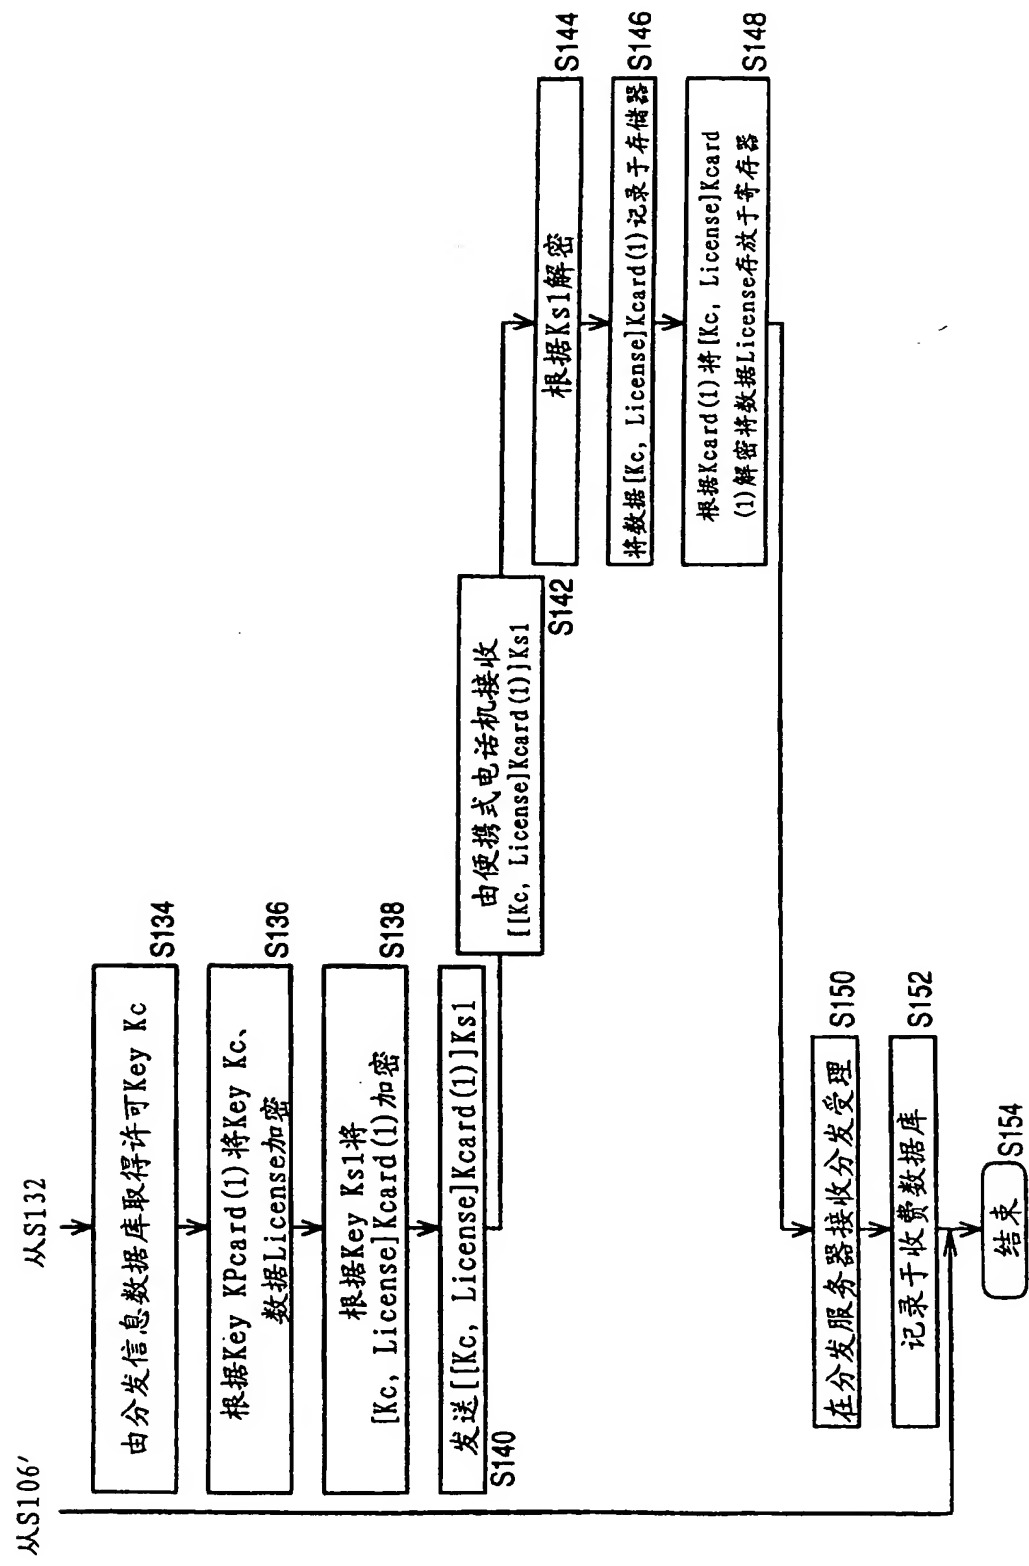 从S106′
从S132
由分发信息数据库取得许可Key Kc
S134
根据Key KPcard(1)将Key Kc、
数据License加密
S136
根据Key Ks1将
[Kc, License]Kcard(1)加密
S138
发送[[Kc, License]Kcard(1)]Ks1
S140
由便携式电话机接收
[[Kc, License]Kcard(1)]Ks1
S142
根据Ks1解密
S144
将数据[Kc, License]Kcard(1)记录于存储器
S146
根据Kcard(1)将[Kc, License]Kcard
(1)解密将数据License存放于寄存器
S148
在分发服务器接收分发受理
S150
记录于收费数据库
S152
结束
S154